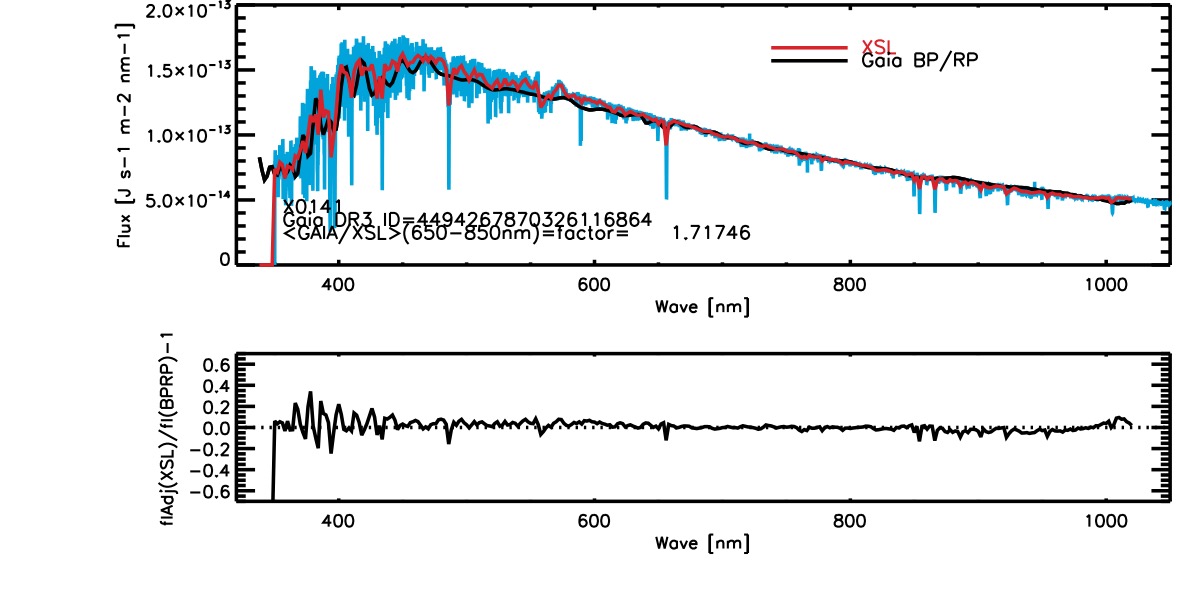 2.0×10−13
1.5×10−13
1.0×10−13
5.0×10−14
0
Flux [J s−1 m−2 nm−1]
XSL
Gaia BP/RP
X0141
Gaia DR3 ID=4494267870326116864
<GAIA/XSL>(650−850nm)=factor= 1.71746
400 600 800 1000
Wave [nm]
0.6
0.4
0.2
0.0
−0.2
−0.4
−0.6
flAdj(XSL)/fl(BPRP)−1
400 600 800 1000
Wave [nm]